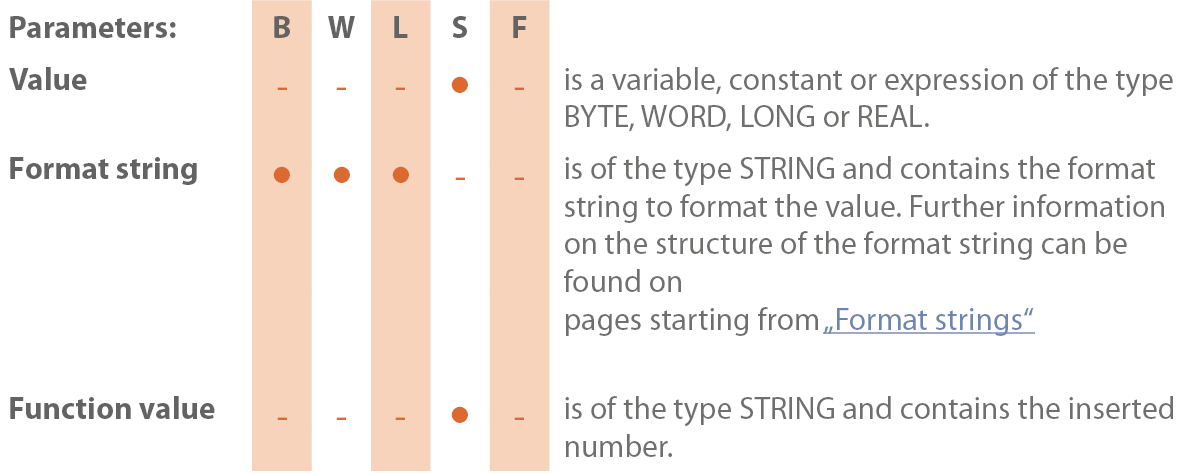 Parameters: B W L S F
Value - - - ● - is a variable, constant or expression of the type
BYTE, WORD, LONG or REAL.
Format string ● ● ● - - is of the type STRING and contains the format
string to format the value. Further information
on the structure of the format string can be
found on
pages starting from „Format strings“
Function value - - - ● - is of the type STRING and contains the inserted
number.